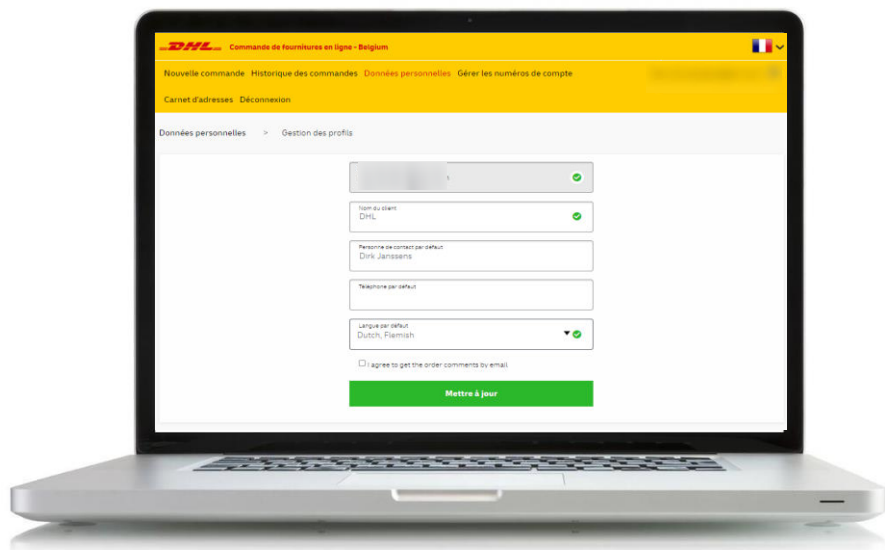 DHL Commande de fournitures en ligne - Belgium
Nouvelle commande Historique des commandes Données personnelles Gérer les numéros de compte
Carnet d'adresses Déconnexion
Données personnelles > Gestion des profils
Nom du client
DHL
Personne de contact par défaut
Dirk Janssens
Téléphone par défaut
Langue par défaut
Dutch, Flemish
I agree to get the order comments by email
Mettre à jour